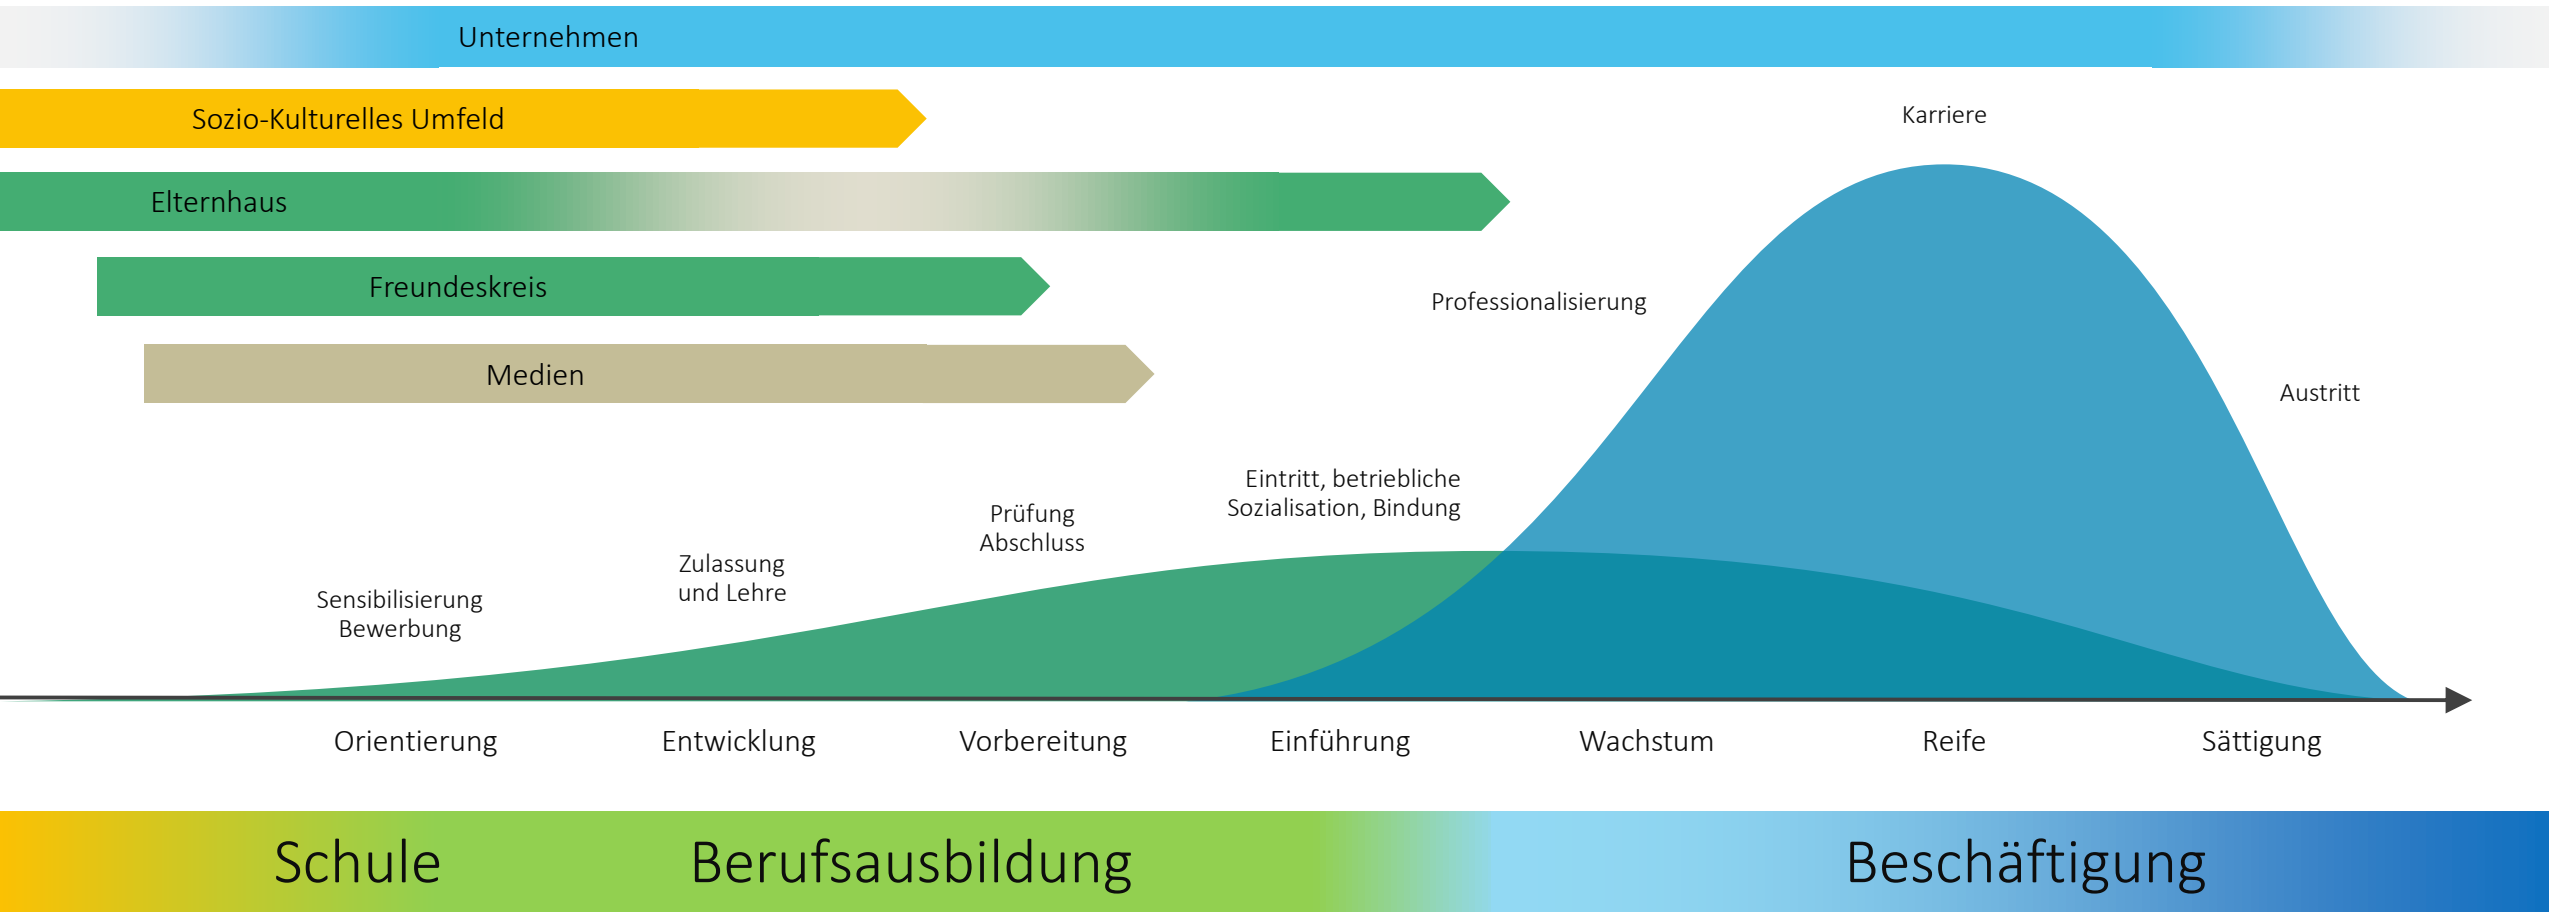 Unternehmen
Sozio-Kulturelles Umfeld
Elternhaus
Freundeskreis
Medien
Karriere
Professionalisierung
Austritt
Eintritt, betriebliche
Sozialisation, Bindung
Prüfung
Abschluss
Zulassung
und Lehre
Sensibilisierung
Bewerbung
Orientierung
Entwicklung
Vorbereitung
Einführung
Wachstum
Reife
Sättigung
Schule
Berufsausbildung
Beschäftigung